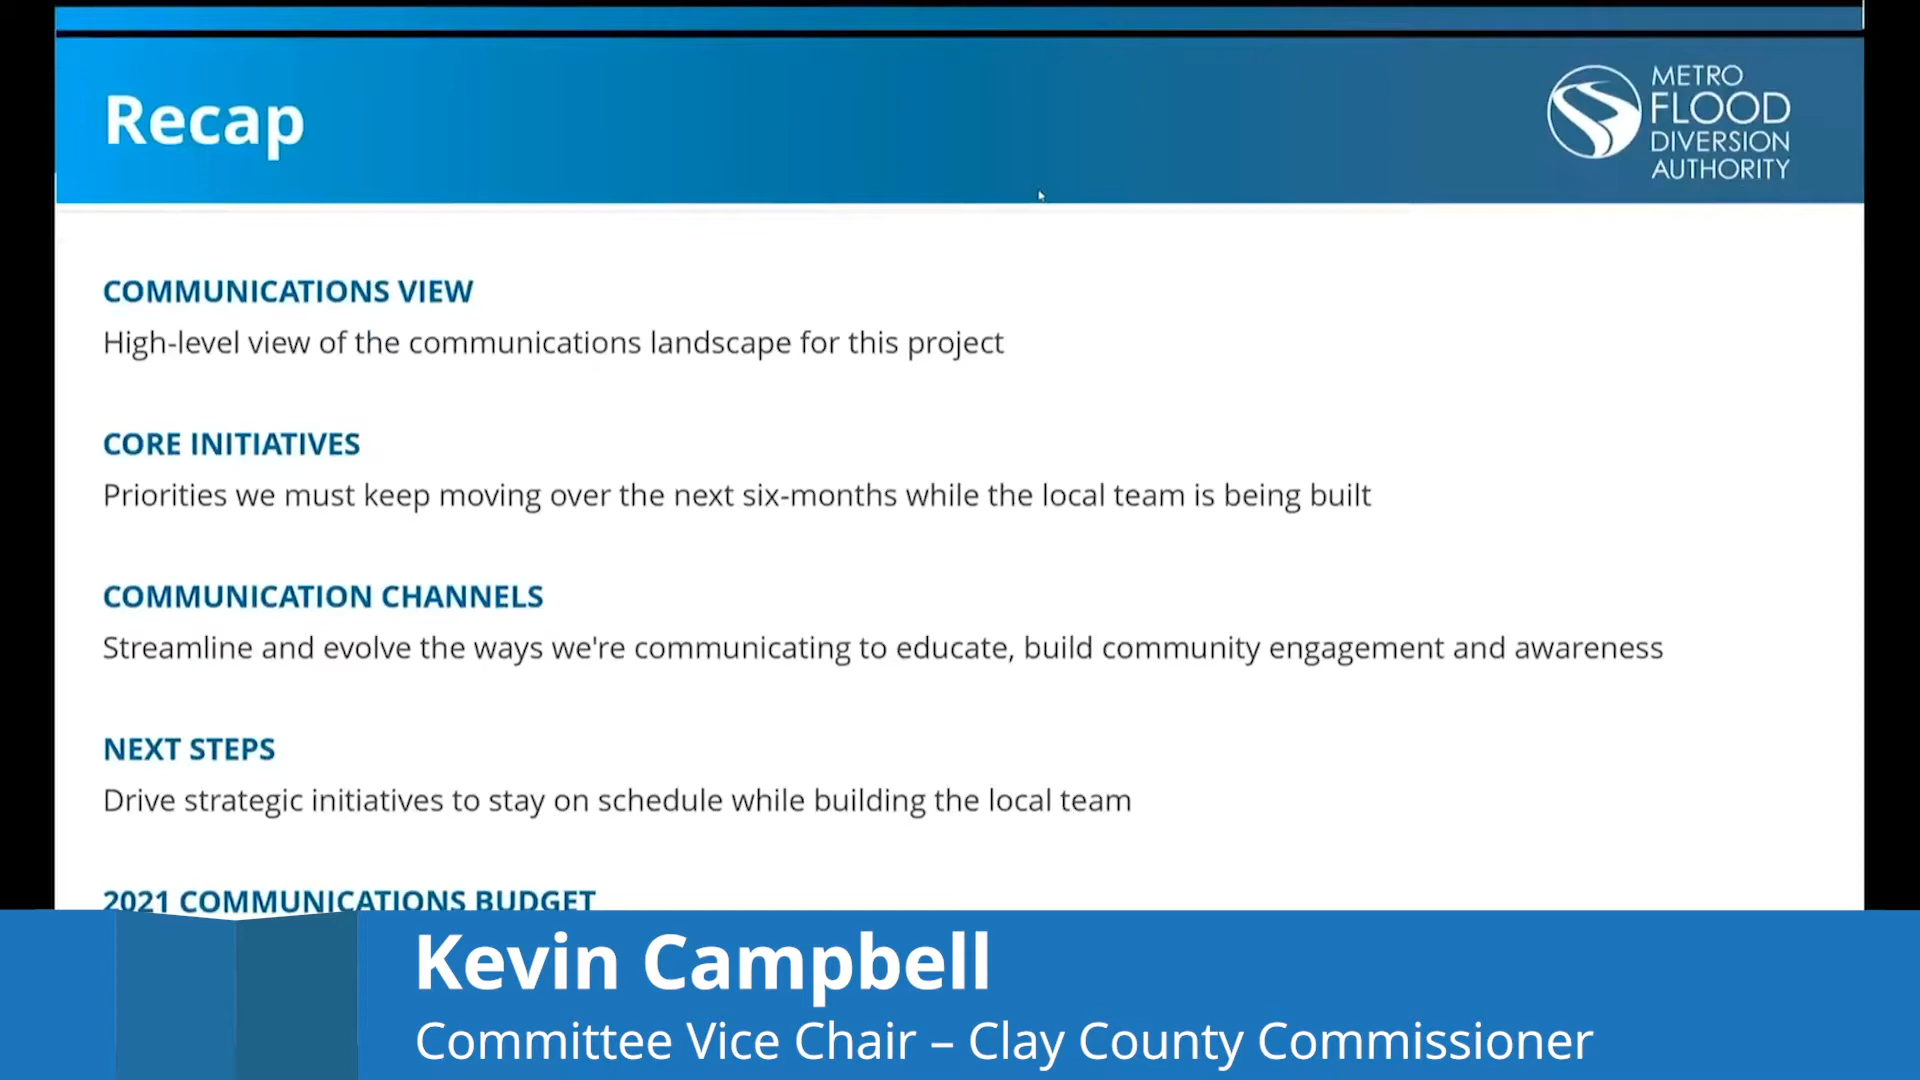 Recap
METRO
FLOOD
DIVERSION
AUTHORITY
COMMUNICATIONS VIEW
High-level view of the communications landscape for this project
CORE INITIATIVES
Priorities we must keep moving over the next six-months while the local team is being built
COMMUNICATION CHANNELS
Streamline and evolve the ways we're communicating to educate, build community engagement and awareness
NEXT STEPS
Drive strategic initiatives to stay on schedule while building the local team
2021 COMMUNICATIONS BUDGET
Kevin Campbell
Committee Vice Chair – Clay County Commissioner